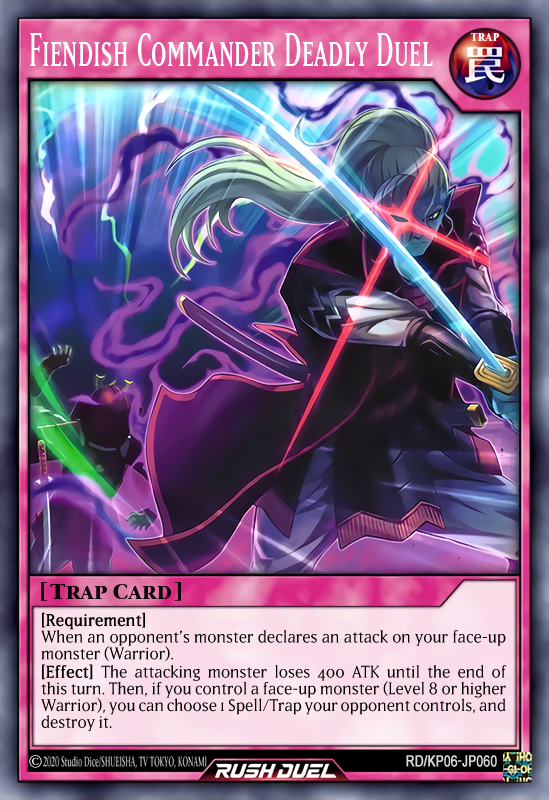 FIENDISH COMMANDER DEADLY DUEL
TRAP
罠
[TRAP CARD]
[Requirement]
When an opponent's monster declares an attack on your face-up
monster (Warrior).
[Effect] The attacking monster loses 400 ATK until the end of
this turn. Then, if you control a face-up monster (Level 8 or higher
Warrior), you can choose 1 Spell/Trap your opponent controls, and
destroy it.
©2020 Studio Dice/SHUEISHA, TV TOKYO, KONAMI
RUSH DUEL
RD/KP06-JP060